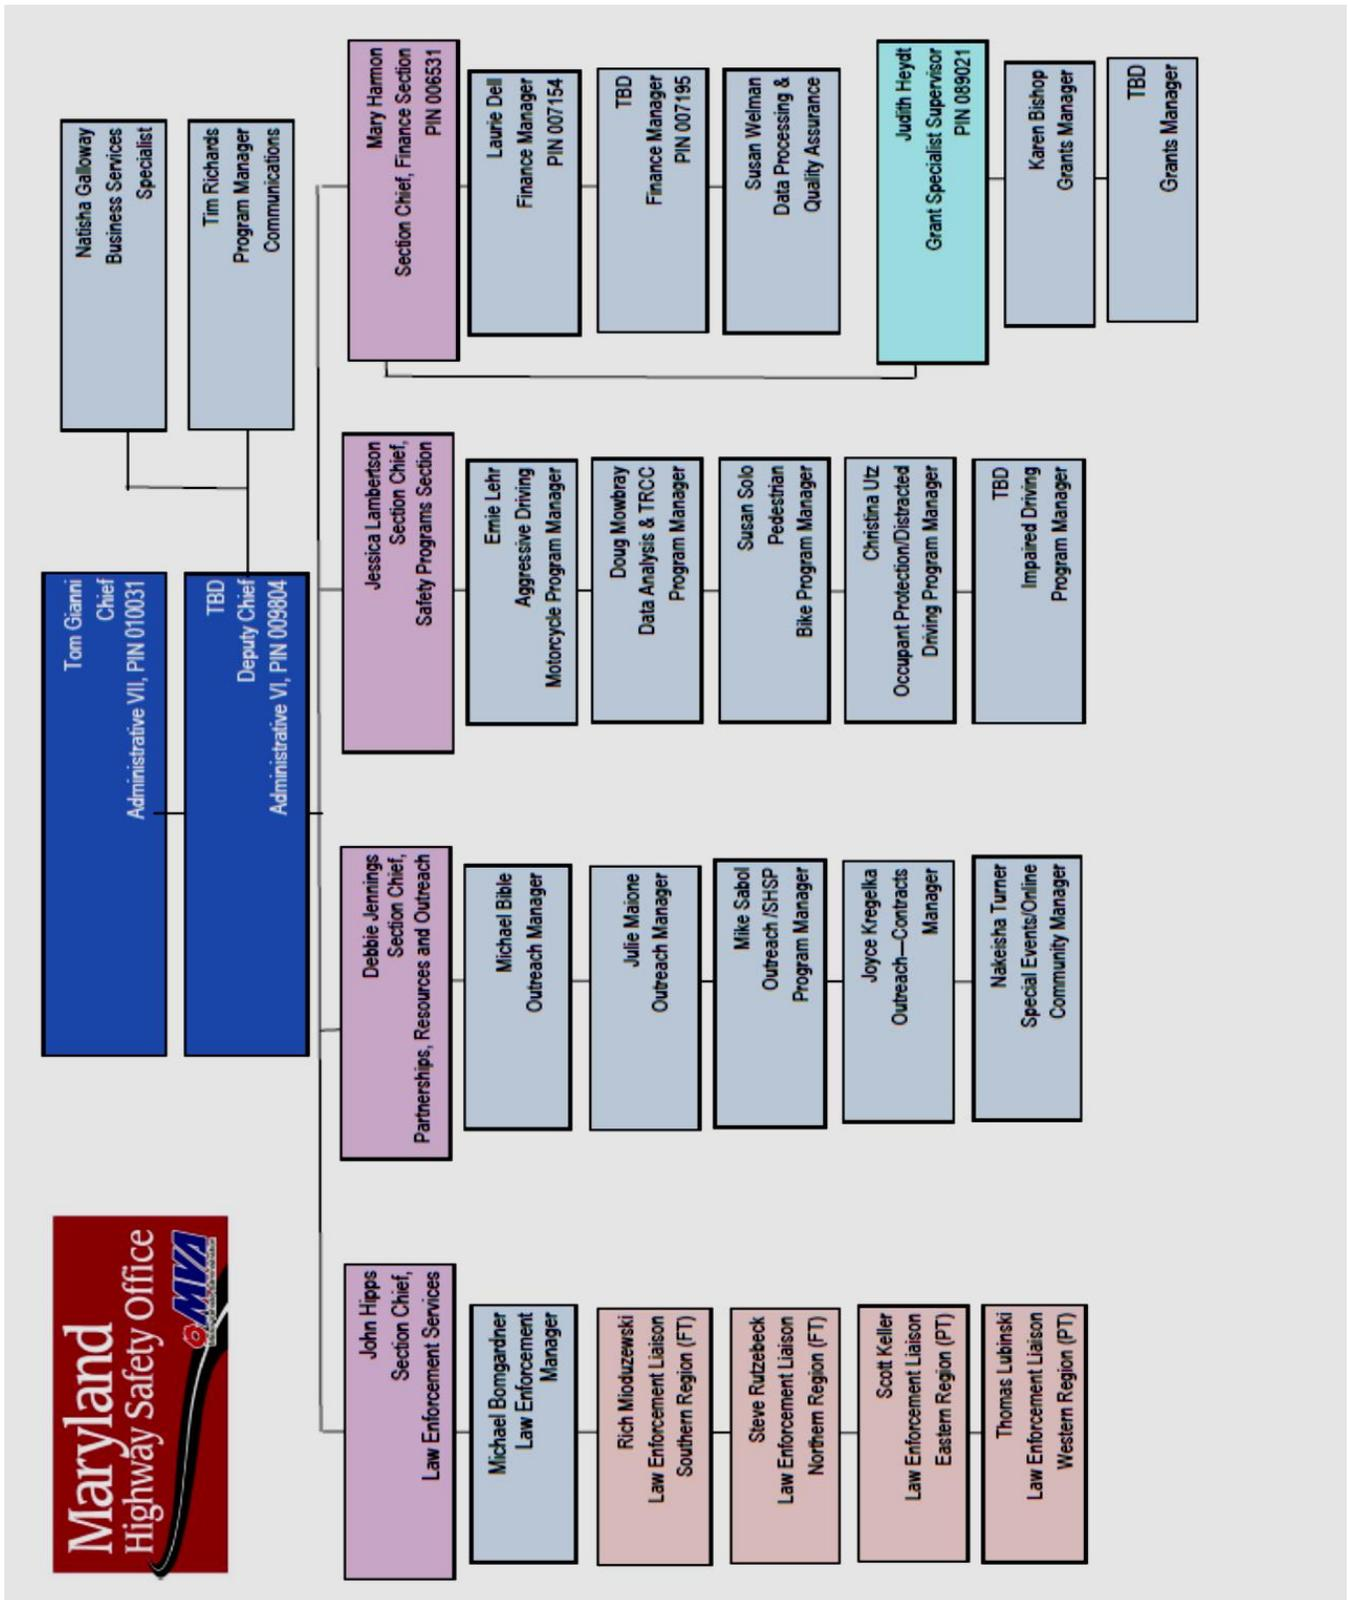 Maryland
Highway Safety Office
MVA
Tom Gianni
Chief
Administrative VII, PIN 010031
TBD
Deputy Chief
Administrative VI, PIN 009804
Natisha Galloway
Business Services
Specialist
Tim Richards
Program Manager
Communications
John Hipps
Section Chief,
Law Enforcement Services
Michael Bomgardner
Law Enforcement
Manager
Rich Mioduzewski
Law Enforcement Liaison
Southern Region (FT)
Steve Rutzebeck
Law Enforcement Liaison
Northern Region (FT)
Scott Keller
Law Enforcement Liaison
Eastern Region (PT)
Thomas Lubinski
Law Enforcement Liaison
Western Region (PT)
Debbie Jennings
Section Chief,
Partnerships, Resources and Outreach
Michael Bible
Outreach Manager
Julie Maione
Outreach Manager
Mike Sabol
Outreach /SHSP
Program Manager
Joyce Kregelka
Outreach—Contracts
Manager
Nakeisha Turner
Special Events/Online
Community Manager
Jessica Lambertson
Section Chief,
Safety Programs Section
Ernie Lehr
Aggressive Driving
Motorcycle Program Manager
Doug Mowbray
Data Analysis & TRCC
Program Manager
Susan Solo
Pedestrian
Bike Program Manager
Christina Utz
Occupant Protection/Distracted
Driving Program Manager
TBD
Impaired Driving
Program Manager
Mary Harmon
Section Chief, Finance Section
PIN 006531
Laurie Dell
Finance Manager
PIN 007154
TBD
Finance Manager
PIN 007195
Susan Welman
Data Processing &
Quality Assurance
Judith Heydt
Grant Specialist Supervisor
PIN 089021
Karen Bishop
Grants Manager
TBD
Grants Manager